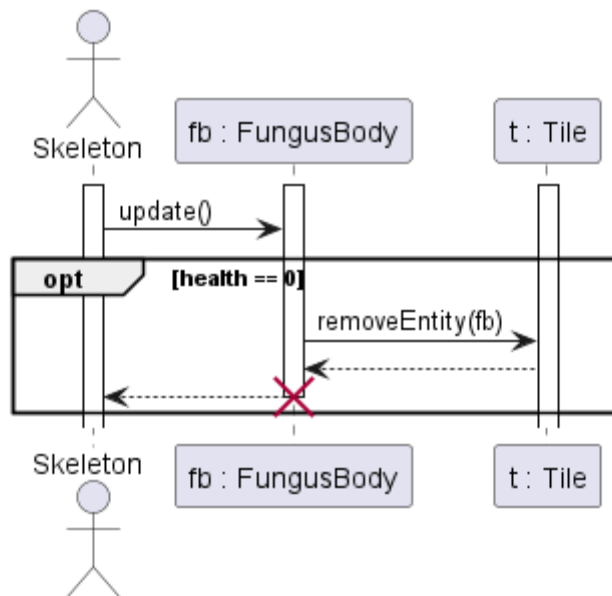 Skeleton
fb : FungusBody
t : Tile
update()
opt
[health == 0]
removeEntity(fb)
Skeleton
fb : FungusBody
t : Tile